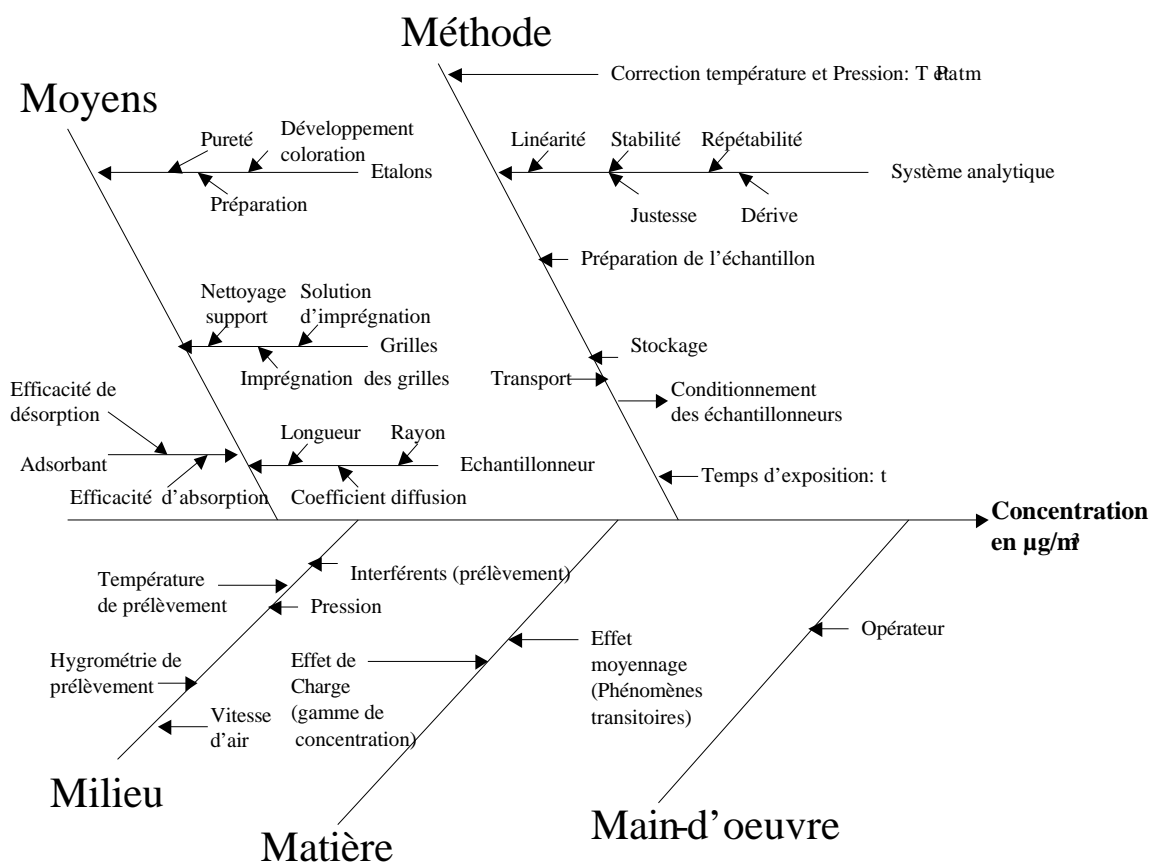 Méthode
Correction température et Pression: T et Patm
Moyens
Pureté
Développement
coloration
Etalons
Préparation
Linéarité
Stabilité
Répétabilité
Système analytique
Justesse
Dérive
Préparation de l’échantillon
Nettoyage
support
Solution
d’imprégnation
Grilles
Imprégnation des grilles
Stockage
Transport
Conditionnement
des échantillonneurs
Efficacité de
désorption
Adsorbant
Efficacité d’absorption
Longueur
Rayon
Echantillonneur
Coefficient diffusion
Temps d’exposition: t
Concentration
en µg/m³
Interférents (prélèvement)
Température
de prélèvement
Pression
Hygrométrie de
prélèvement
Vitesse
d’air
Milieu
Effet de
Charge
(gamme de
concentration)
Effet
moyennage
(Phénomènes
transitoires)
Matière
Opérateur
Main-d’oeuvre